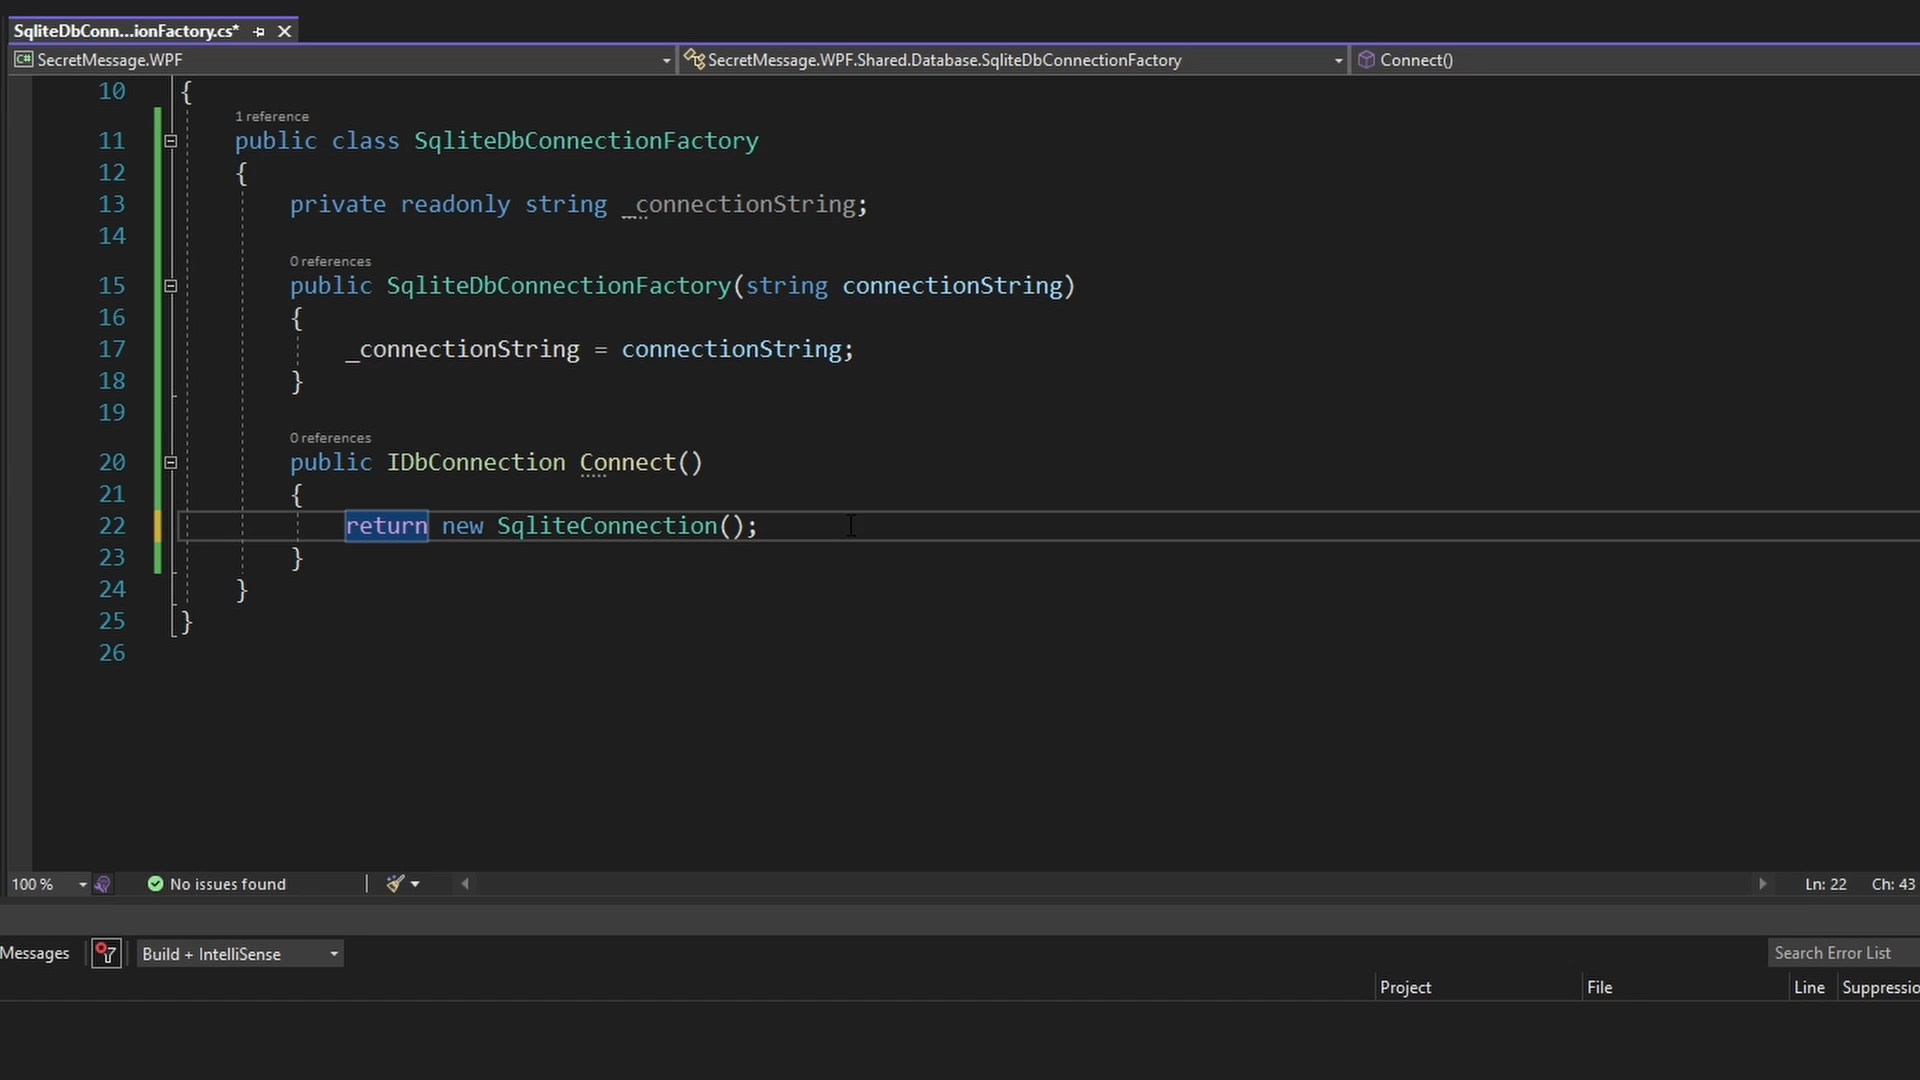 SqliteDbConn...ionFactory.cs*
C# SecretMessage.WPF
SecretMessage.WPF.Shared.Database.SqliteDbConnectionFactory
Connect()
10 {
1 reference
11 public class SqliteDbConnectionFactory
12 {
13 private readonly string _connectionString;
14
0 references
15 public SqliteDbConnectionFactory(string connectionString)
16 {
17 _connectionString = connectionString;
18 }
19
0 references
20 public IDbConnection Connect()
21 {
22 return new SqliteConnection();
23 }
24 }
25 }
26
100 % No issues found Ln: 22 Ch: 43
Messages Build + IntelliSense Search Error List
Project File Line Suppressio